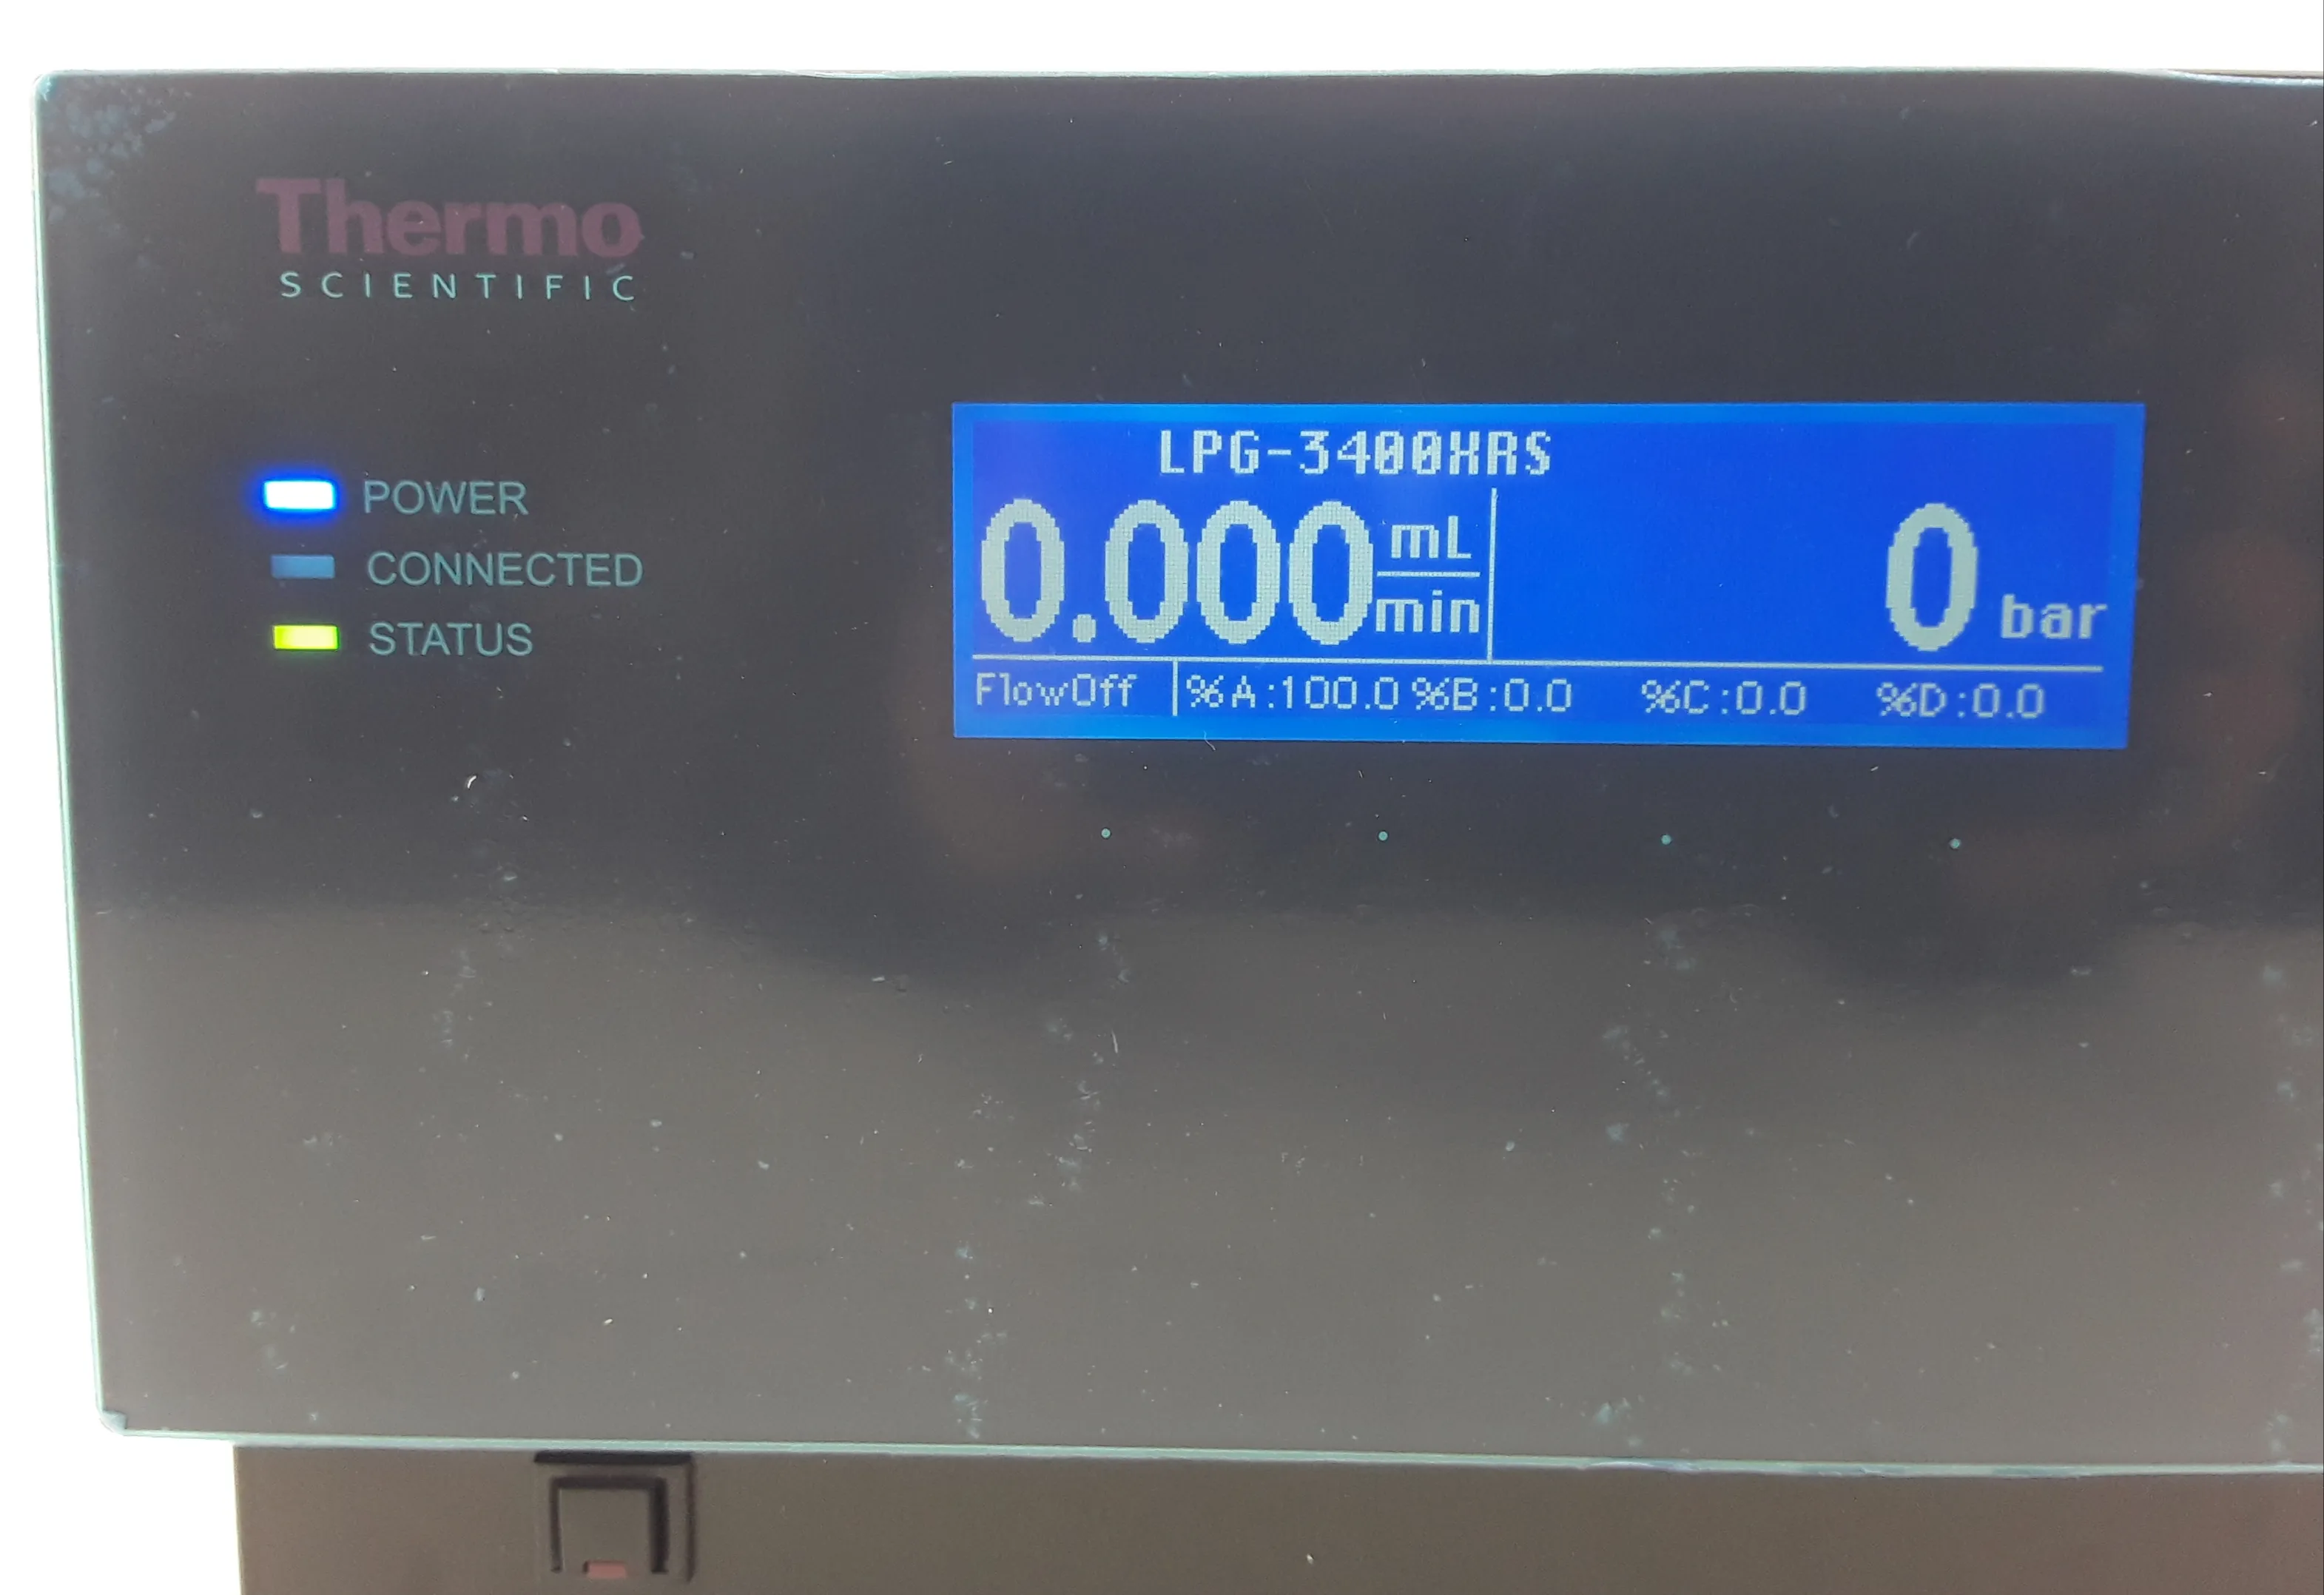 Thermo
SCIENTIFIC
POWER
CONNECTED
STATUS
LPG-3400XRS
0.000 mL
min
0 bar
FlowOff %A:100.0 %B:0.0 %C:0.0 %D:0.0